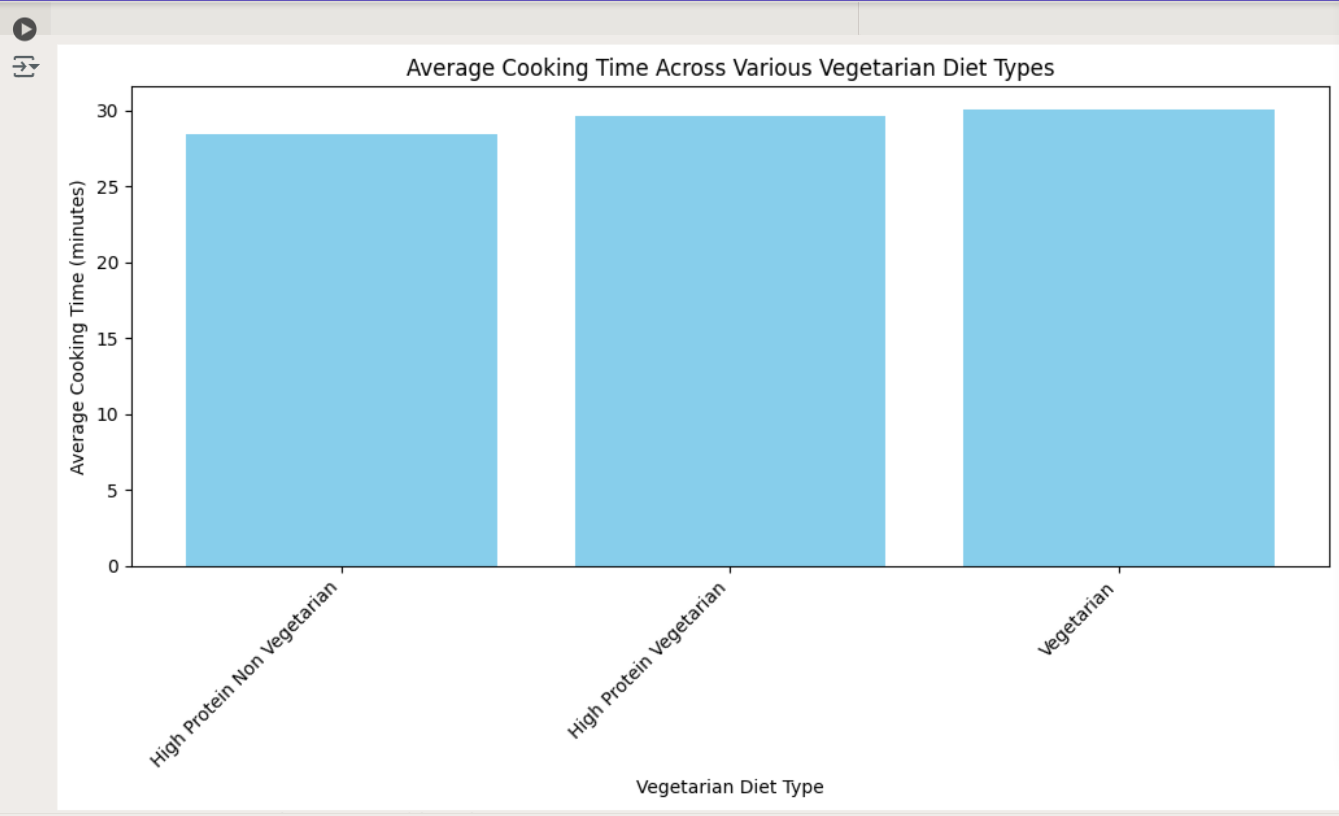 Average Cooking Time Across Various Vegetarian Diet Types
Average Cooking Time (minutes)
30
25
20
15
10
5
0
High Protein Non Vegetarian
High Protein Vegetarian
Vegetarian
Vegetarian Diet Type